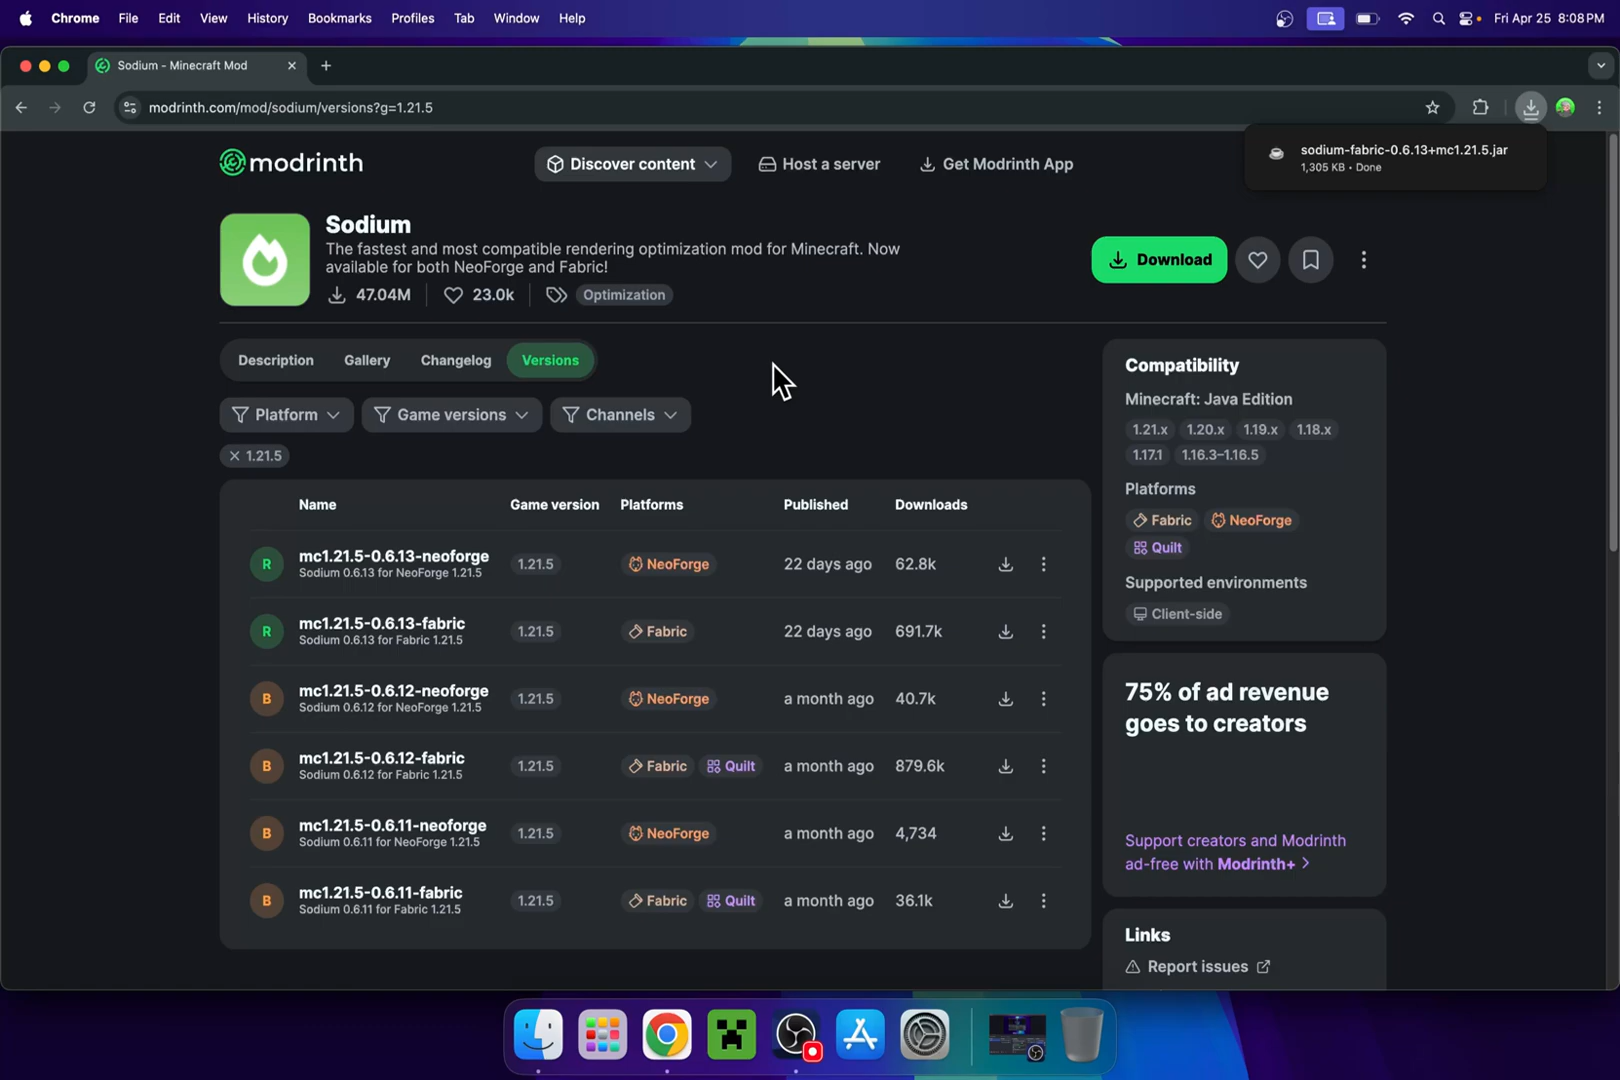 Chrome File Edit View History Bookmarks Profiles Tab Window Help Fri Apr 25 8:08 PM
Sodium - Minecraft Mod
modrinth.com/mod/sodium/versions?g=1.21.5
sodium-fabric-0.6.13+mc1.21.5.jar
1,305 KB • Done
modrinth Discover content Host a server Get Modrinth App
Sodium
The fastest and most compatible rendering optimization mod for Minecraft. Now
available for both NeoForge and Fabric!
47.04M 23.0k Optimization
Download
Description Gallery Changelog Versions
Platform Game versions Channels
1.21.5
Name Game version Platforms Published Downloads
R mc1.21.5-0.6.13-neoforge 1.21.5 NeoForge 22 days ago 62.8k
Sodium 0.6.13 for NeoForge 1.21.5
R mc1.21.5-0.6.13-fabric 1.21.5 Fabric 22 days ago 691.7k
Sodium 0.6.13 for Fabric 1.21.5
B mc1.21.5-0.6.12-neoforge 1.21.5 NeoForge a month ago 40.7k
Sodium 0.6.12 for NeoForge 1.21.5
B mc1.21.5-0.6.12-fabric 1.21.5 Fabric Quilt a month ago 879.6k
Sodium 0.6.12 for Fabric 1.21.5
B mc1.21.5-0.6.11-neoforge 1.21.5 NeoForge a month ago 4,734
Sodium 0.6.11 for NeoForge 1.21.5
B mc1.21.5-0.6.11-fabric 1.21.5 Fabric Quilt a month ago 36.1k
Sodium 0.6.11 for Fabric 1.21.5
Compatibility
Minecraft: Java Edition
1.21.x 1.20.x 1.19.x 1.18.x
1.17.1 1.16.3–1.16.5
Platforms
Fabric NeoForge
Quilt
Supported environments
Client-side
75% of ad revenue
goes to creators
Support creators and Modrinth
ad-free with Modrinth+
Links
Report issues